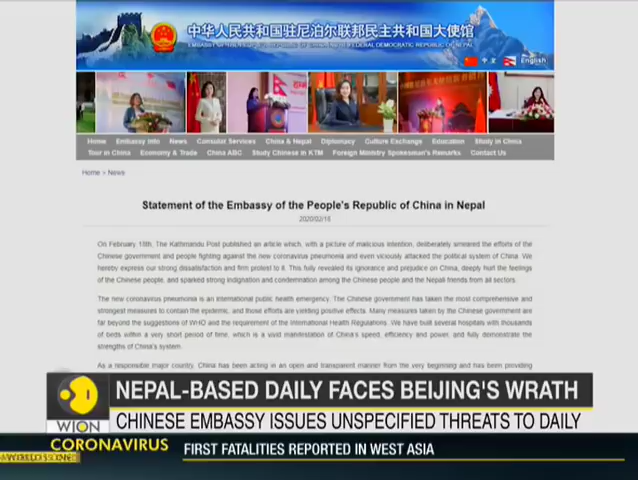 中华人民共和国驻尼泊尔联邦民主共和国大使馆
EMBASSY OF THE PEOPLE'S REPUBLIC OF CHINA IN THE FEDERAL DEMOCRATIC REPUBLIC OF NEPAL
中 文 English
Home Embassy Info News Consular Services China & Nepal Diplomacy Culture Exchange Education Study in China
Tour in China Economy & Trade China ABC Study Chinese in KTM Foreign Ministry Spokesman's Remarks Contact Us
Home > News
Statement of the Embassy of the People's Republic of China in Nepal
2020/02/18
On February 18th, The Kathmandu Post published an article which, with a picture of malicious intention, deliberately smeared the efforts of the
Chinese government and people fighting against the new coronavirus pneumonia and even viciously attacked the political system of China. We
hereby express our strong dissatisfaction and firm protest to it. This fully revealed its ignorance and prejudice on China, deeply hurt the feelings
of the Chinese people, and sparked strong indignation and condemnation among the Chinese people and the Nepali friends from all sectors.
The new coronavirus pneumonia is an international public health emergency. The Chinese government has taken the most comprehensive and
strongest measures to contain the epidemic, and those efforts are yielding positive effects. Many measures taken by the Chinese government are
far beyond the suggestions of WHO and the requirement of the International Health Regulations. We have built several hospitals with thousands
of beds within a very short period of time, which is a vivid manifestation of China's speed, efficiency and power, and fully demonstrate the
strengths of China's system.
As a responsible major country, China has been acting in an open and transparent manner from the very beginning and has been providing
NEPAL-BASED DAILY FACES BEIJING'S WRATH
WION
CHINESE EMBASSY ISSUES UNSPECIFIED THREATS TO DAILY
CORONAVIRUS
FIRST FATALITIES REPORTED IN WEST ASIA